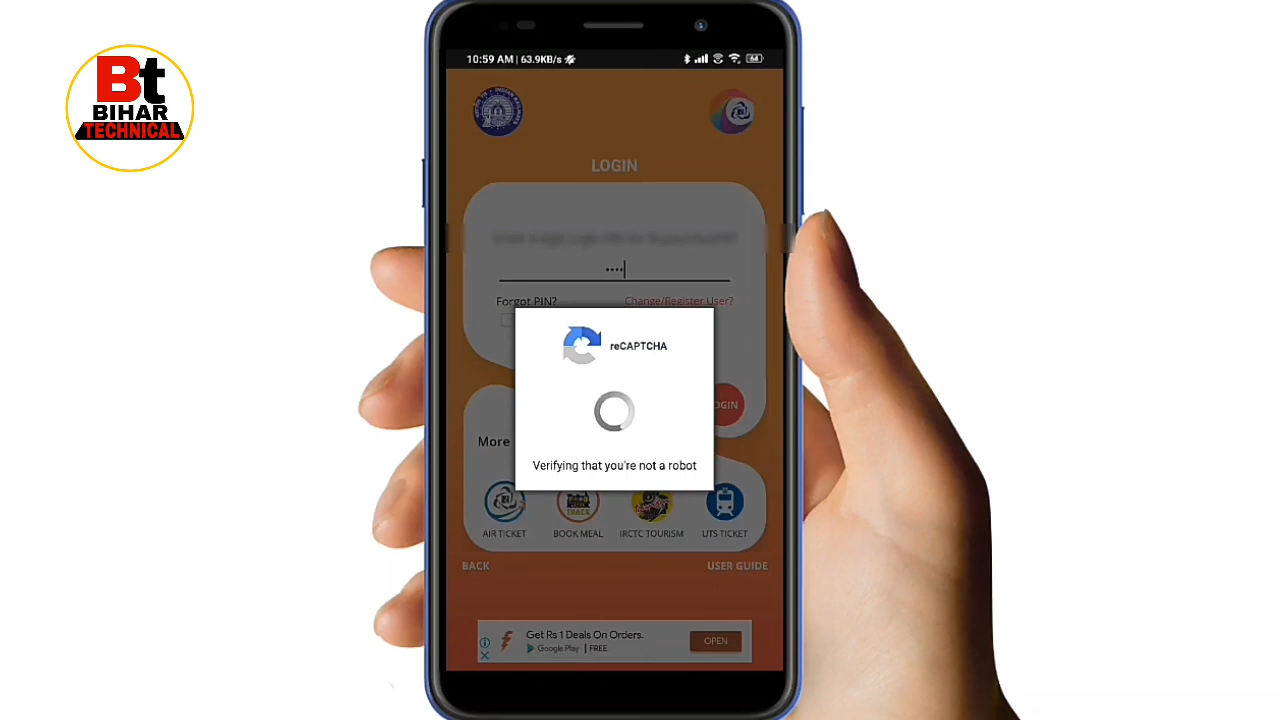 Bt
BIHAR
TECHNICAL
10:59 AM | 63.9KB/s
64
LOGIN
••••
Forgot PIN?
Change/Register User?
reCAPTCHA
OGIN
Verifying that you're not a robot
More
AIR TICKET
BOOK MEAL
IRCTC TOURISM
UTS TICKET
BACK
USER GUIDE
Get Rs 1 Deals On Orders.
Google Play | FREE
OPEN